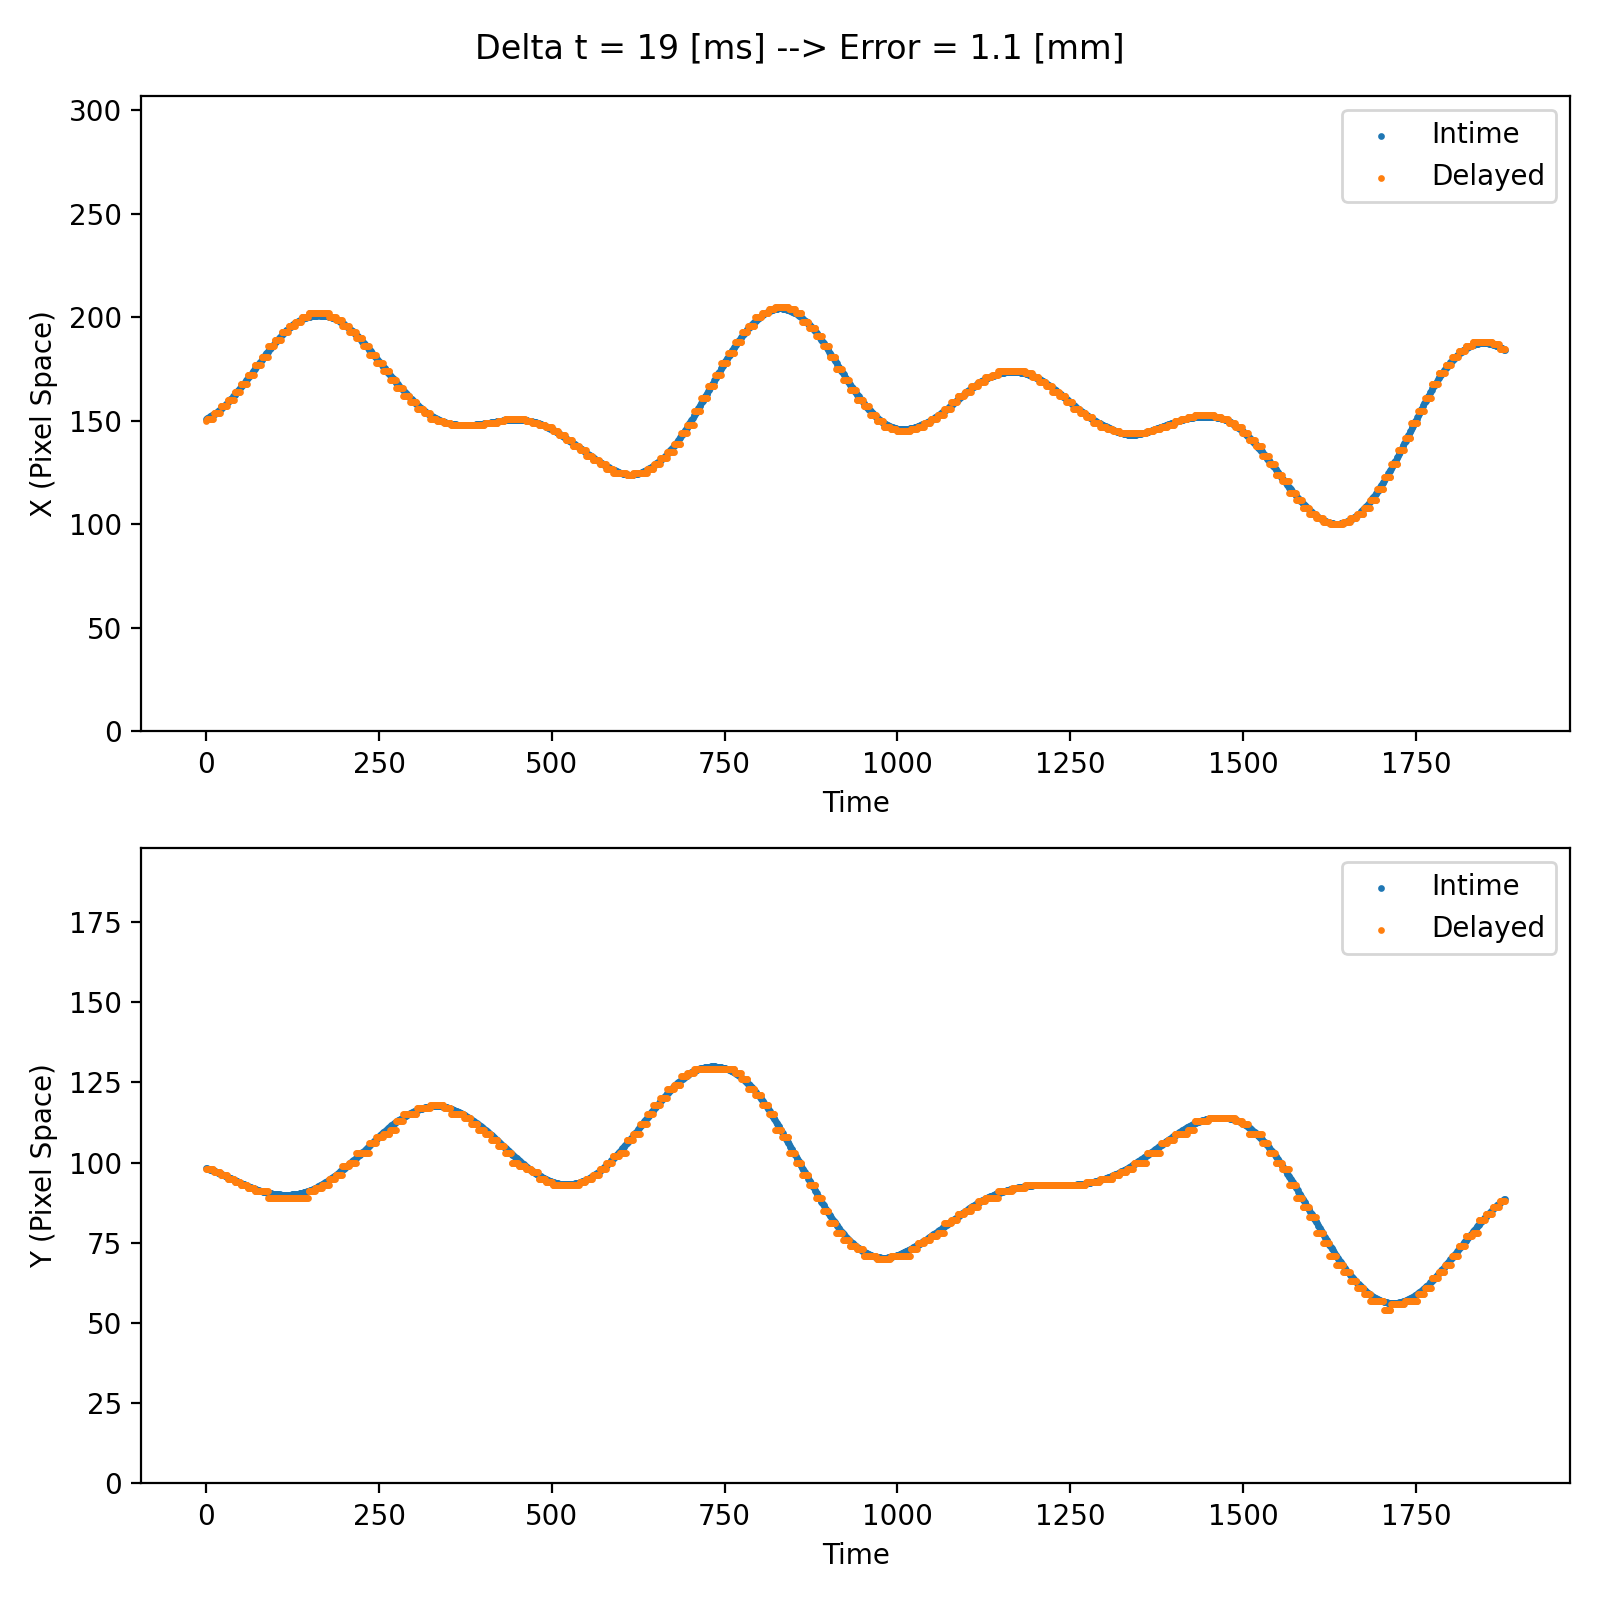 Delta t = 19 [ms] --> Error = 1.1 [mm]
300
250
200
150
100
50
0
X (Pixel Space)
Intime
Delayed
0 250 500 750 1000 1250 1500 1750
Time
175
150
125
100
75
50
25
0
Y (Pixel Space)
Intime
Delayed
0 250 500 750 1000 1250 1500 1750
Time